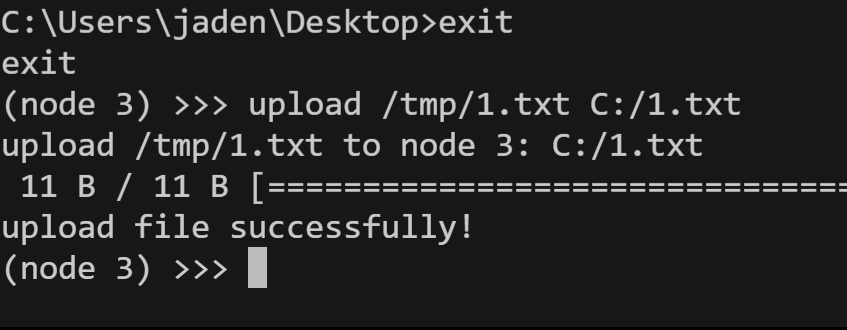 C:\Users\jaden\Desktop>exit
exit
(node 3) >>> upload /tmp/1.txt C:/1.txt
upload /tmp/1.txt to node 3: C:/1.txt
 11 B / 11 B [===============================
upload file successfully!
(node 3) >>>